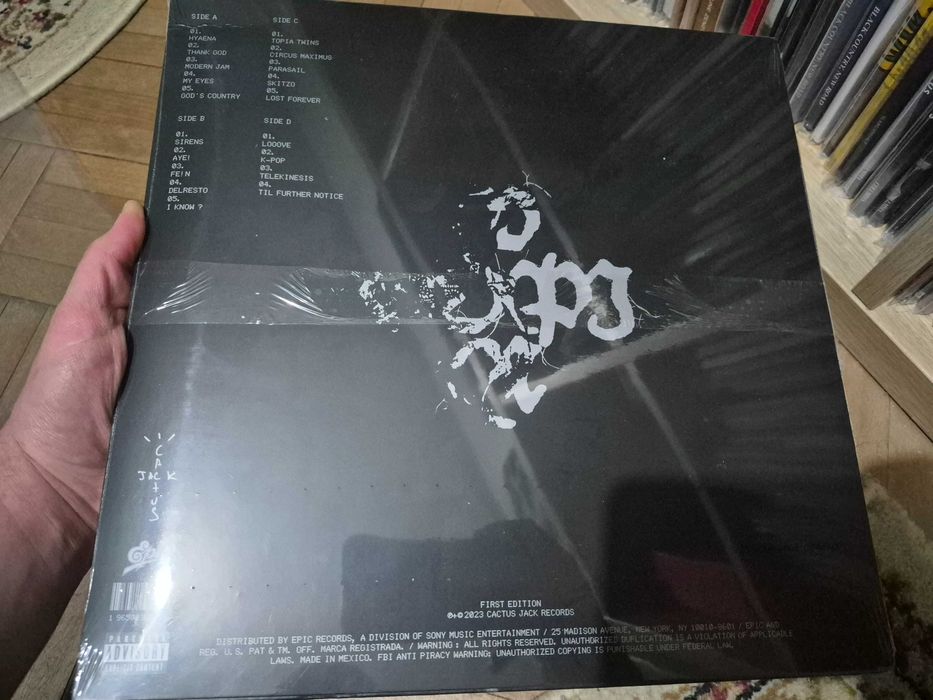 SIDE A
01.
HYAENA
02.
THANK GOD
03.
MODERN JAM
04.
MY EYES
05.
GOD'S COUNTRY
SIDE B
01.
SIRENS
02.
AYE!
03.
FE!N
04.
DELRESTO
05.
I KNOW ?
SIDE C
01.
TOPIA TWINS
02.
CIRCUS MAXIMUS
03.
PARASAIL
04.
SKITZO
05.
LOST FOREVER
SIDE D
01.
LOOOVE
02.
K-POP
03.
TELEKINESIS
04.
TIL FURTHER NOTICE
CACTUS
JACK
Epic
FIRST EDITION
℗+© 2023 CACTUS JACK RECORDS
DISTRIBUTED BY EPIC RECORDS, A DIVISION OF SONY MUSIC ENTERTAINMENT / 25 MADISON AVENUE, NEW YORK, NY 10010-8601 / EPIC AND
REG. U.S. PAT & TM. OFF. MARCA REGISTRADA. / WARNING : ALL RIGHTS RESERVED. UNAUTHORIZED DUPLICATION IS A VIOLATION OF APPLICABLE
LAWS. MADE IN MEXICO. FBI ANTI PIRACY WARNING: UNAUTHORIZED COPYING IS PUNISHABLE UNDER FEDERAL LAW,
PARENTAL
ADVISORY
EXPLICIT CONTENT
BLACK COUNTRY, NEW ROAD